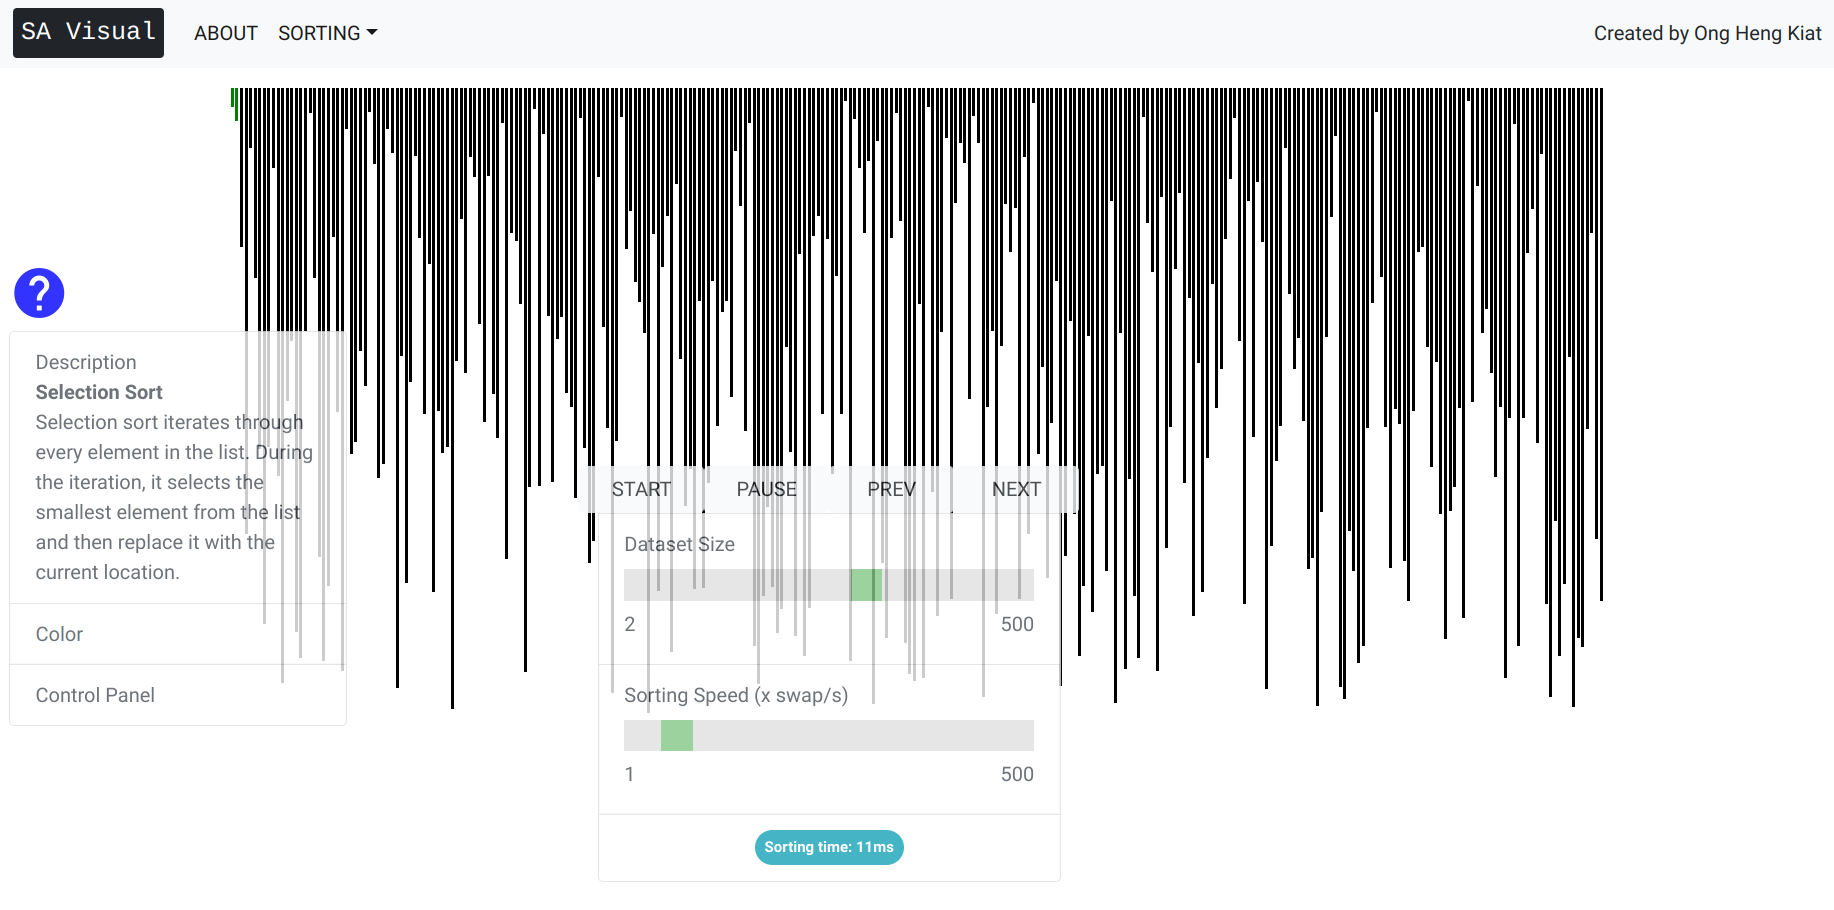 SA Visual
ABOUT
SORTING
Created by Ong Heng Kiat
?
Description
Selection Sort
Selection sort iterates through
every element in the list. During
the iteration, it selects the
smallest element from the list
and then replace it with the
current location.
Color
Control Panel
START
PAUSE
PREV
NEXT
Dataset Size
2
500
Sorting Speed (x swap/s)
1
500
Sorting time: 11ms